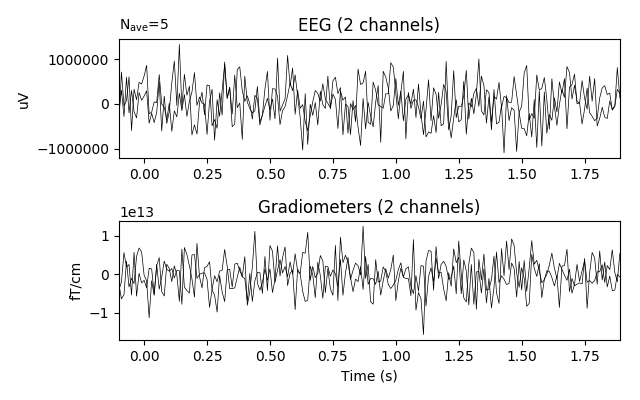 N_ave=5
EEG (2 channels)
1000000
0
−1000000
uV
0.00 0.25 0.50 0.75 1.00 1.25 1.50 1.75
1e13
Gradiometers (2 channels)
1
0
−1
fT/cm
0.00 0.25 0.50 0.75 1.00 1.25 1.50 1.75
Time (s)